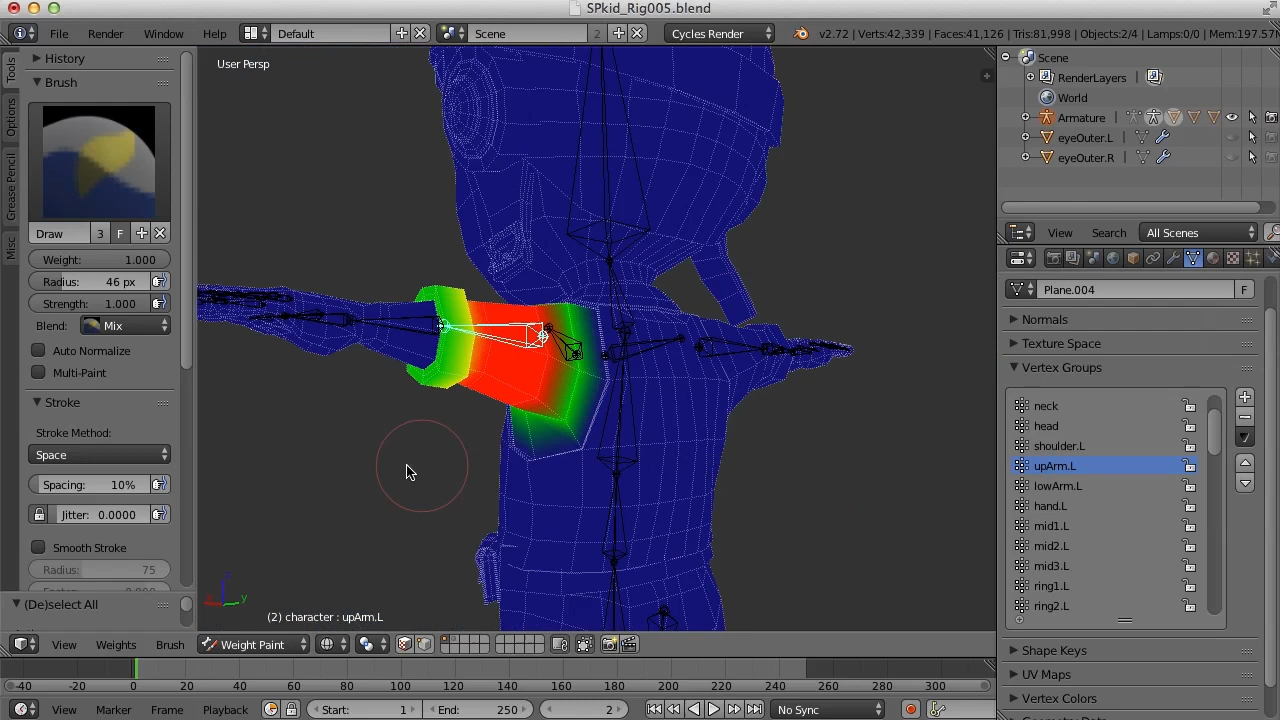 SPkid_Rig005.blend
File Render Window Help Default Scene 2 Cycles Render v2.72 | Verts:42,339 | Faces:41,126 | Tris:81,998 | Objects:2/4 | Lamps:0/0 | Mem:197.57
Tools
Options
Grease Pencil
Misc
History
Brush
Draw 3 F
Weight: 1.000
Radius: 46 px
Strength: 1.000
Blend: Mix
Auto Normalize
Multi-Paint
Stroke
Stroke Method:
Space
Spacing: 10%
Jitter: 0.0000
Smooth Stroke
Radius: 75
(De)select All
User Persp
z
x
y
(2) character : upArm.L
Scene
RenderLayers
World
Armature
eyeOuter.L
eyeOuter.R
View Search All Scenes
Plane.004 F
Normals
Texture Space
Vertex Groups
neck
head
shoulder.L
upArm.L
lowArm.L
hand.L
mid1.L
mid2.L
mid3.L
ring1.L
ring2.L
Shape Keys
UV Maps
Vertex Colors
View Weights Brush Weight Paint
-40 -20 0 20 40 60 80 100 120 140 160 180 200 220 240 260 280 300
View Marker Frame Playback Start: 1 End: 250 2 No Sync